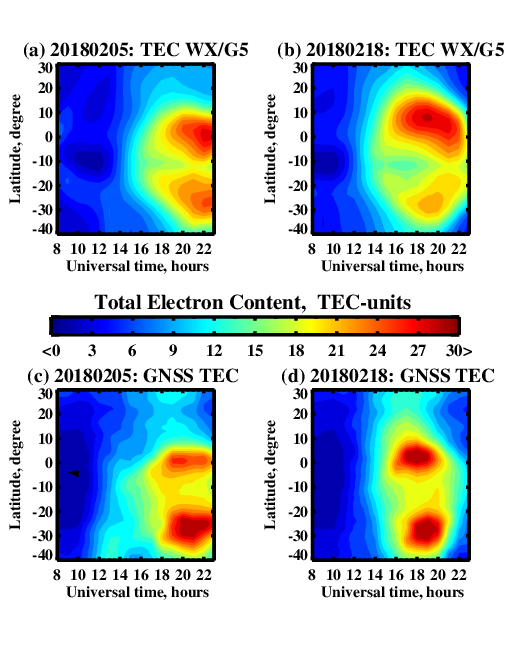 (a) 20180205: TEC WX/G5 (b) 20180218: TEC WX/G5
30 30
20 20
10 10
0 0
-10 -10
-20 -20
-30 -30
-40 -40
Latitude, degree Latitude, degree
8 10 12 14 16 18 20 22 8 10 12 14 16 18 20 22
Universal time, hours Universal time, hours
Total Electron Content, TEC-units
<0 3 6 9 12 15 18 21 24 27 30>
(c) 20180205: GNSS TEC (d) 20180218: GNSS TEC
30 30
20 20
10 10
0 0
-10 -10
-20 -20
-30 -30
-40 -40
Latitude, degree Latitude, degree
8 10 12 14 16 18 20 22 8 10 12 14 16 18 20 22
Universal time, hours Universal time, hours